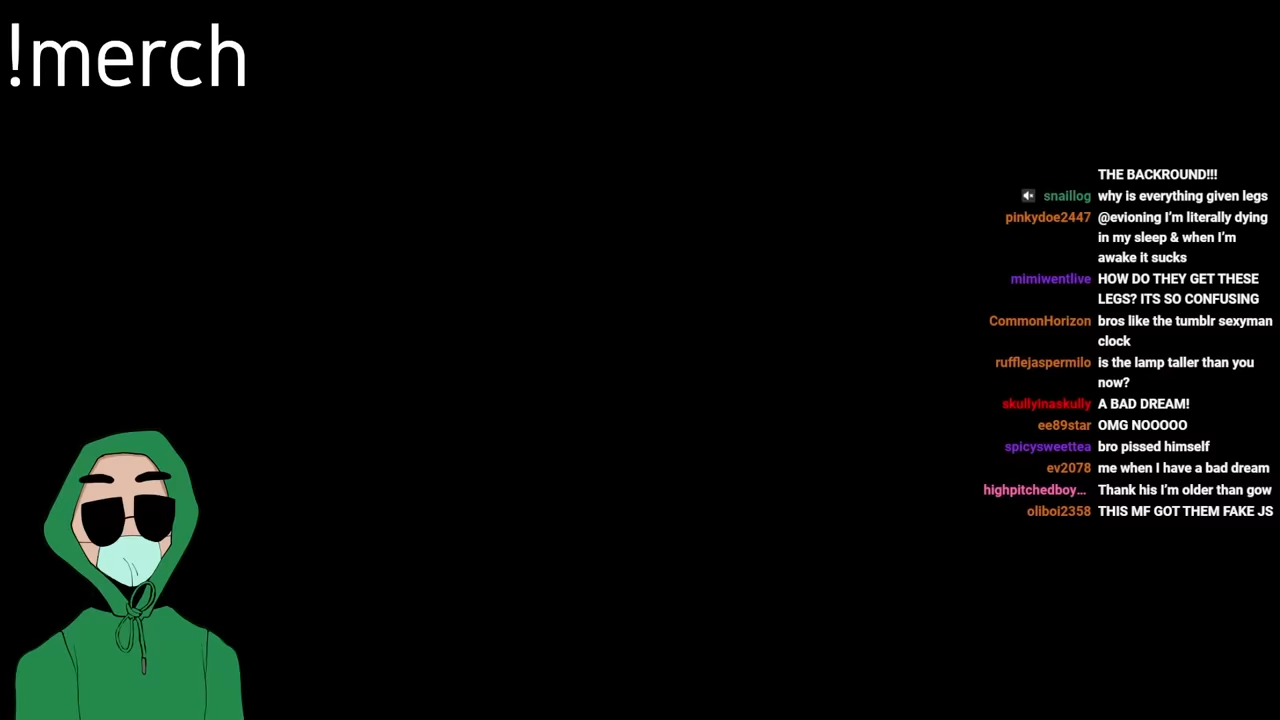 !merch
THE BACKROUND!!!
snaillog why is everything given legs
pinkydoe2447 @evioning I'm literally dying
in my sleep & when I'm
awake it sucks
mimiwentlive HOW DO THEY GET THESE
LEGS? ITS SO CONFUSING
CommonHorizon bros like the tumblr sexyman
clock
rufflejaspermilo is the lamp taller than you
now?
skullyInaskully A BAD DREAM!
ee89star OMG NOOOOO
spicysweettea bro pissed himself
ev2078 me when I have a bad dream
highpitchedboy... Thank his I'm older than gow
oliboi2358 THIS MF GOT THEM FAKE JS